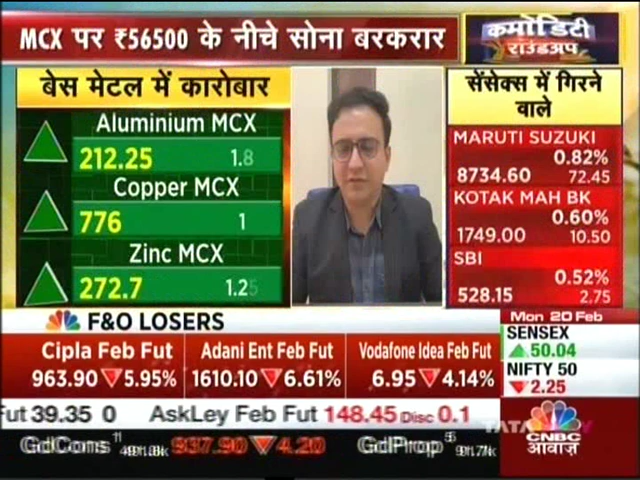 MCX पर ₹56500 के नीचे सोना बरकरार
कमोडिटी
राउंडअप
बेस मेटल में कारोबार
Aluminium MCX
212.25 1.8
Copper MCX
776 1
Zinc MCX
272.7 1.25
सेंसेक्स में गिरने
वाले
MARUTI SUZUKI
0.82%
8734.60 72.45
KOTAK MAH BK
0.60%
1749.00 10.50
SBI
0.52%
528.15 2.75
Mon 20 Feb
F&O LOSERS
Cipla Feb Fut
963.90 5.95%
Adani Ent Feb Fut
1610.10 6.61%
Vodafone Idea Feb Fut
6.95 4.14%
SENSEX
50.04
NIFTY 50
2.25
Fut 39.35 0 AskLey Feb Fut 148.45 Disc 0.1
GdCons 937.90 4.20 GdProp
TATA
CNBC
आवाज़